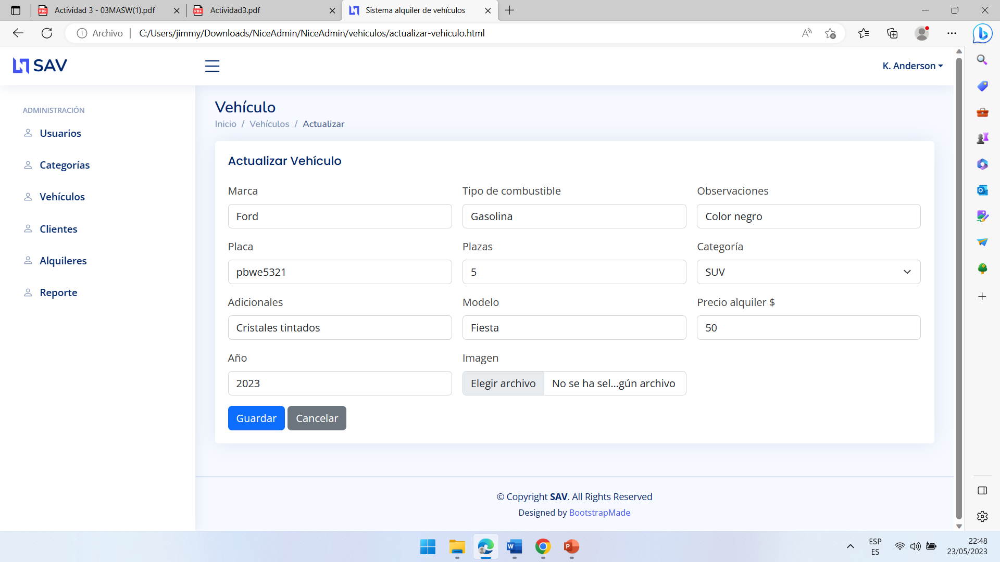 Actividad 3 - 03MASW(1).pdf
Actividad3.pdf
Sistema alquiler de vehículos
Archivo
C:/Users/jimmy/Downloads/NiceAdmin/NiceAdmin/vehiculos/actualizar-vehiculo.html
SAV
K. Anderson
ADMINISTRACIÓN
Usuarios
Categorías
Vehículos
Clientes
Alquileres
Reporte
Vehículo
Inicio / Vehículos / Actualizar
Actualizar Vehículo
Marca
Tipo de combustible
Observaciones
Ford
Gasolina
Color negro
Placa
Plazas
Categoría
pbwe5321
5
SUV
Adicionales
Modelo
Precio alquiler $
Cristales tintados
Fiesta
50
Año
Imagen
2023
Elegir archivo
No se ha sel...gún archivo
Guardar
Cancelar
© Copyright SAV. All Rights Reserved
Designed by BootstrapMade
ESP
ES
22:48
23/05/2023